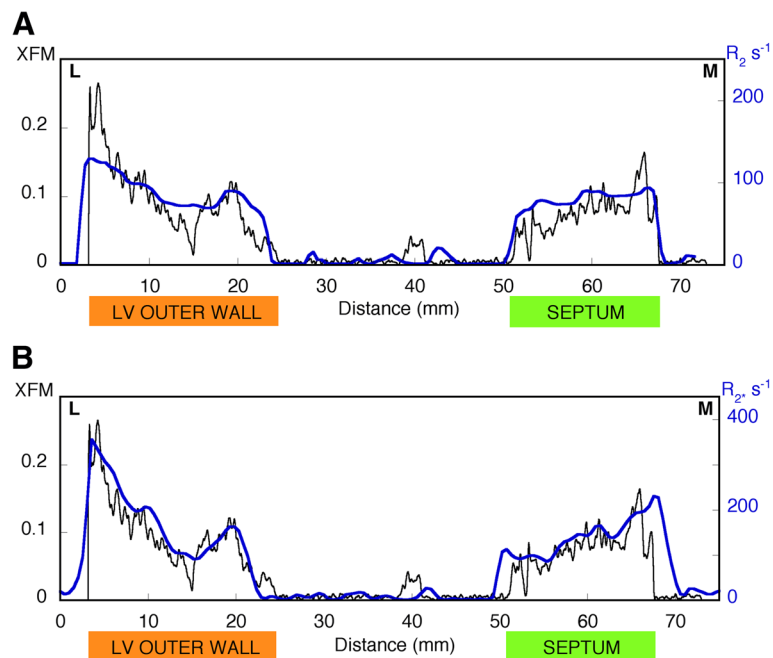 A
XFM
R2 s-1
L
M
200
0.2
0.1
100
0
0
0
10
20
30
40
50
60
70
Distance (mm)
LV OUTER WALL
SEPTUM
B
XFM
R2* s-1
L
M
400
0.2
200
0.1
0
0
0
10
20
30
40
50
60
70
Distance (mm)
LV OUTER WALL
SEPTUM